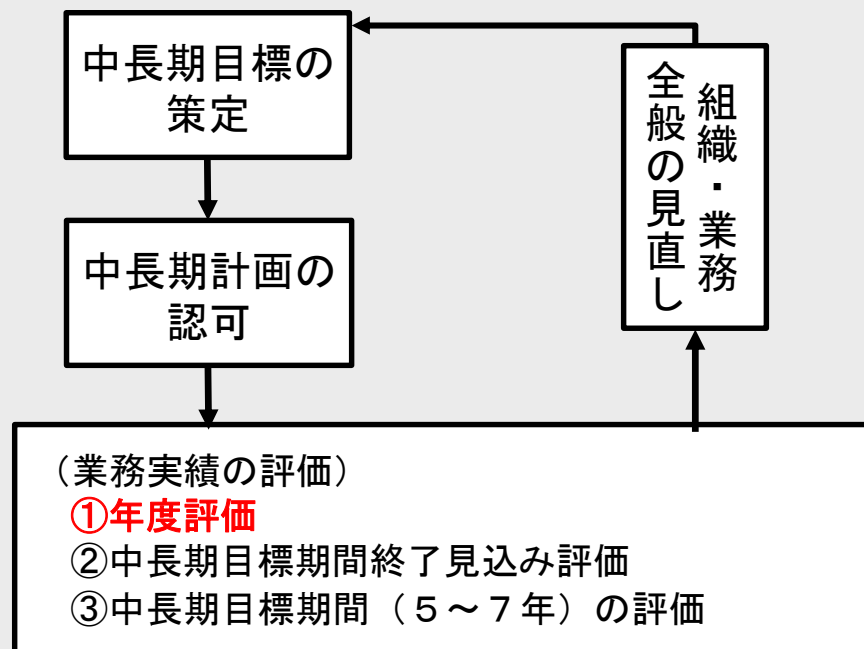 中長期目標の
策定
中長期計画の
認可
組織・業務
全般の見直し
（業務実績の評価）
①年度評価
②中長期目標期間終了見込み評価
③中長期目標期間（５～７年）の評価